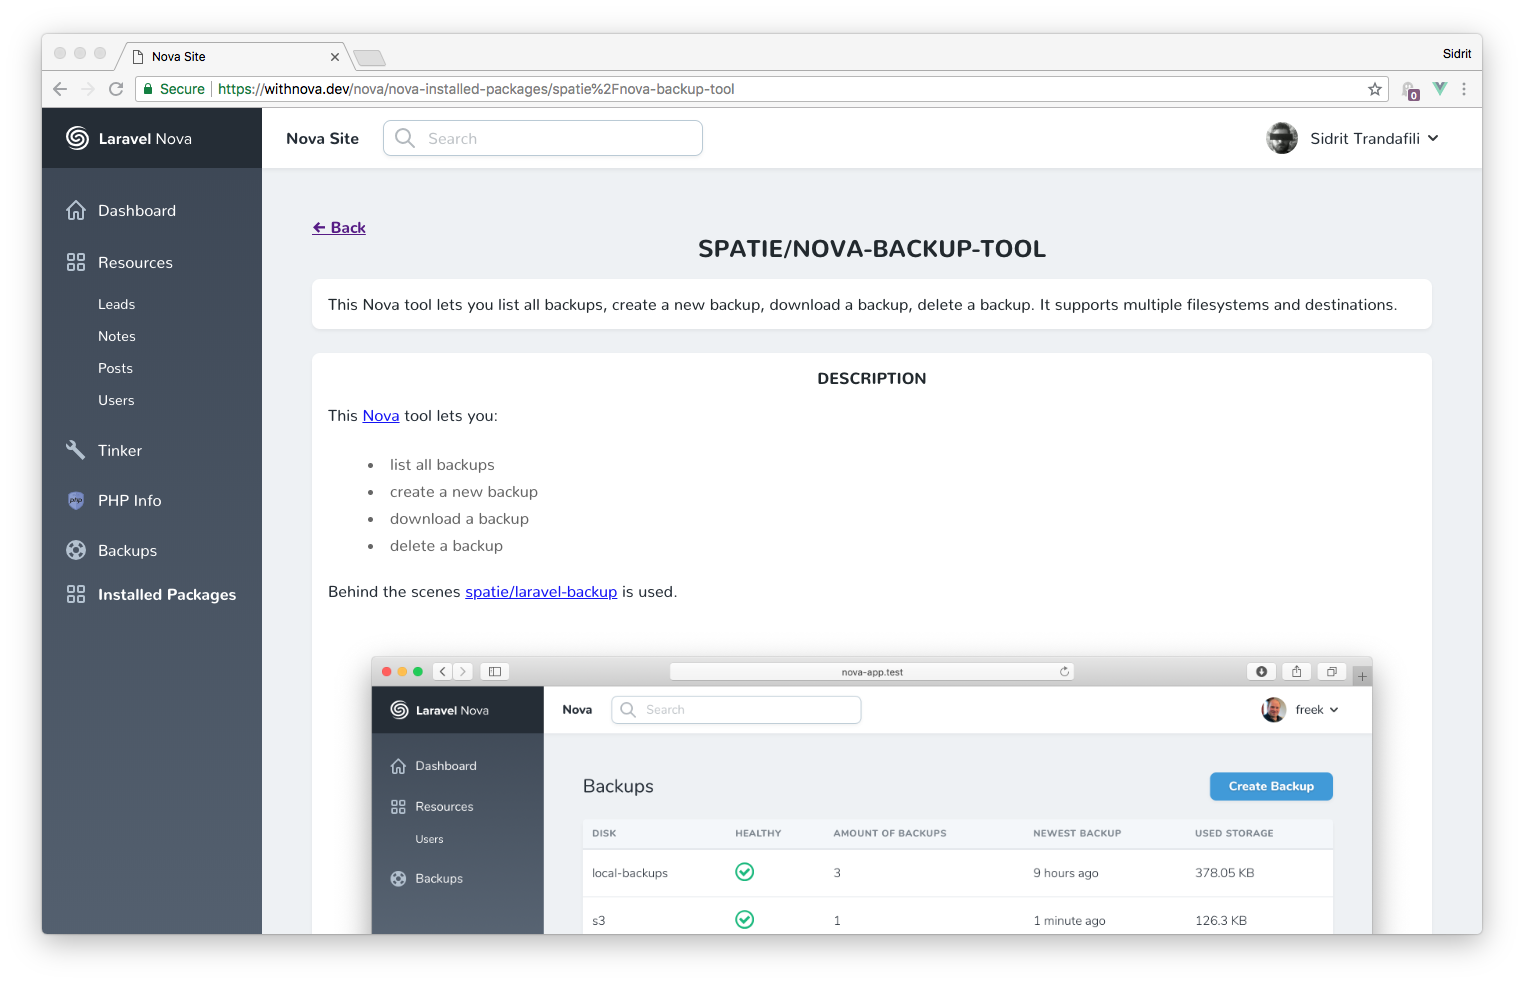 Nova Site
Sidrit
Secure https://withnova.dev/nova/nova-installed-packages/spatie%2Fnova-backup-tool
0
Laravel Nova
Nova Site
Search
Sidrit Trandafili
Dashboard
Resources
Leads
Notes
Posts
Users
Tinker
php PHP Info
Backups
Installed Packages
← Back
SPATIE/NOVA-BACKUP-TOOL
This Nova tool lets you list all backups, create a new backup, download a backup, delete a backup. It supports multiple filesystems and destinations.
DESCRIPTION
This Nova tool lets you:
• list all backups
• create a new backup
• download a backup
• delete a backup
Behind the scenes spatie/laravel-backup is used.
nova-app.test
Laravel Nova
Nova
Search
freek
Dashboard
Resources
Users
Backups
Backups
Create Backup
DISK HEALTHY AMOUNT OF BACKUPS NEWEST BACKUP USED STORAGE
local-backups 3 9 hours ago 378.05 KB
s3 1 1 minute ago 126.3 KB